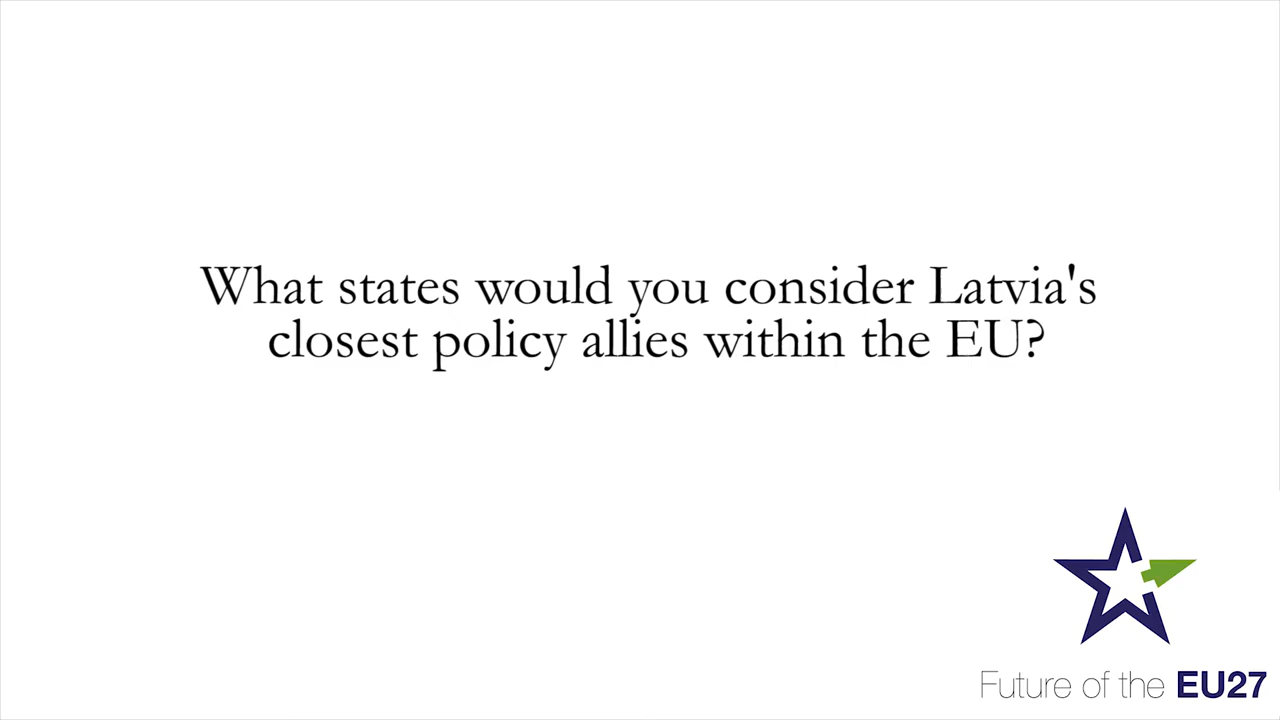 What states would you consider Latvia's
closest policy allies within the EU?
Future of the EU27